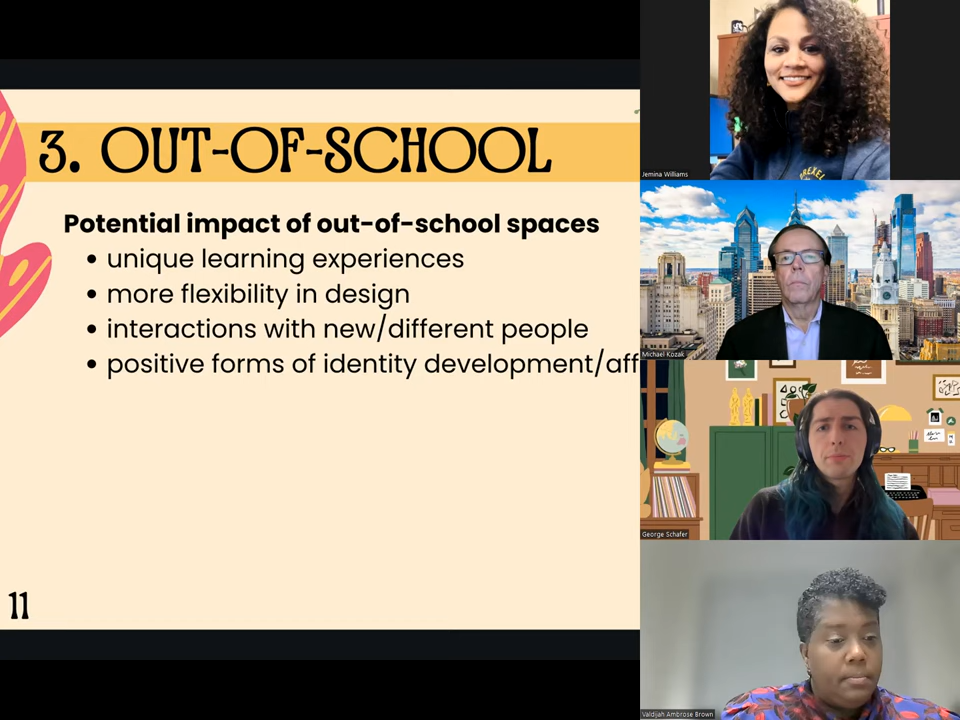 3. OUT-OF-SCHOOL
Potential impact of out-of-school spaces
• unique learning experiences
• more flexibility in design
• interactions with new/different people
• positive forms of identity development/aff
11
Jemina Williams
Michael Kozak
George Schafer
Valdijah Ambrose Brown